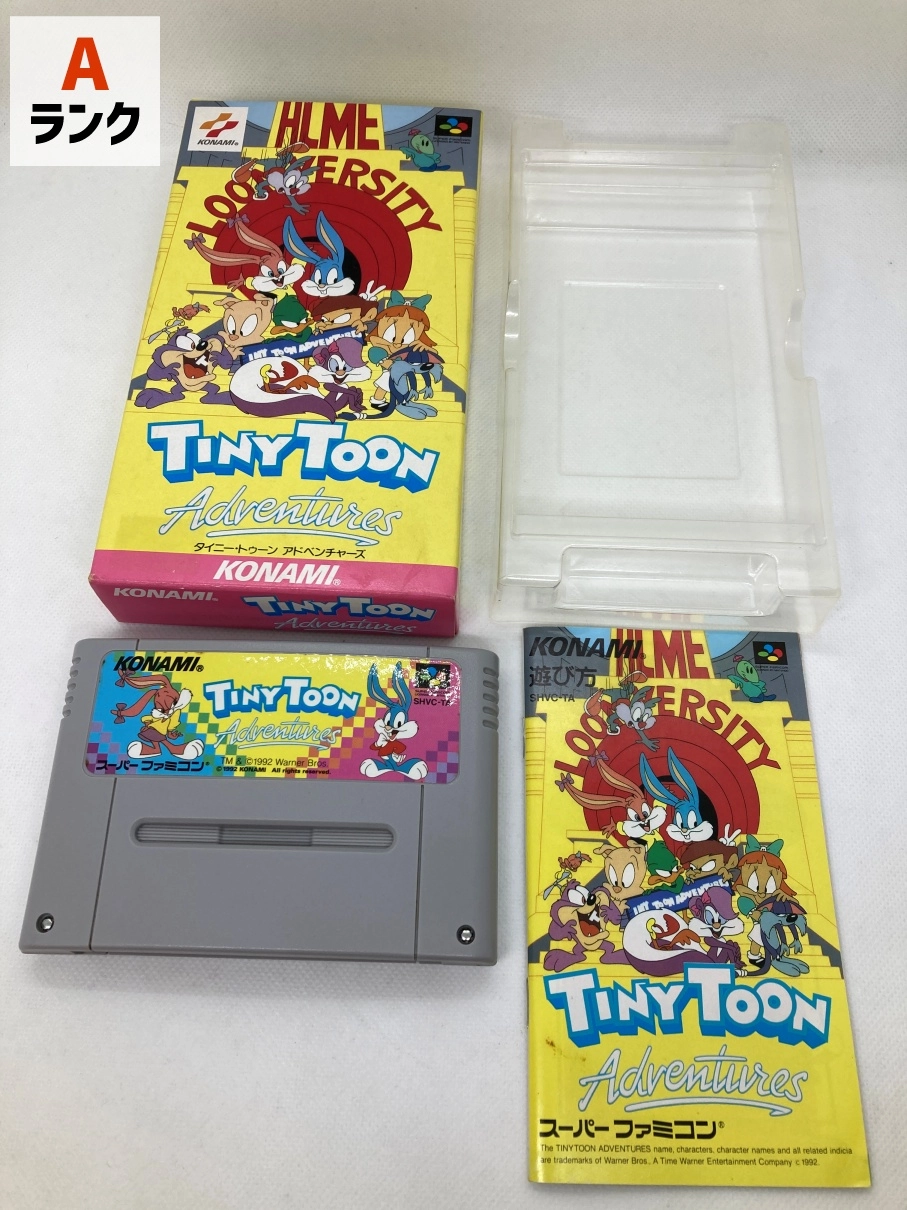 A
ランク
KONAMI®
HLME
LOONIVERSITY
TINY TOON
Adventures
タイニー・トゥーン アドベンチャーズ
KONAMI®
KONAMI®
TINY TOON
Adventures
KONAMI®
TINY TOON
Adventures
SHVC-TA
TM & ©1992 Warner Bros.
©1992 KONAMI All rights reserved.
スーパーファミコン®
KONAMI®
遊び方
SHVC-TA
HLME
LOONIVERSITY
TINY TOON
Adventures
スーパーファミコン®
The TINYTOON ADVENTURES name, characters, character names and all related indicia
are trademarks of Warner Bros., A Time Warner Entertainment Company ©1992.